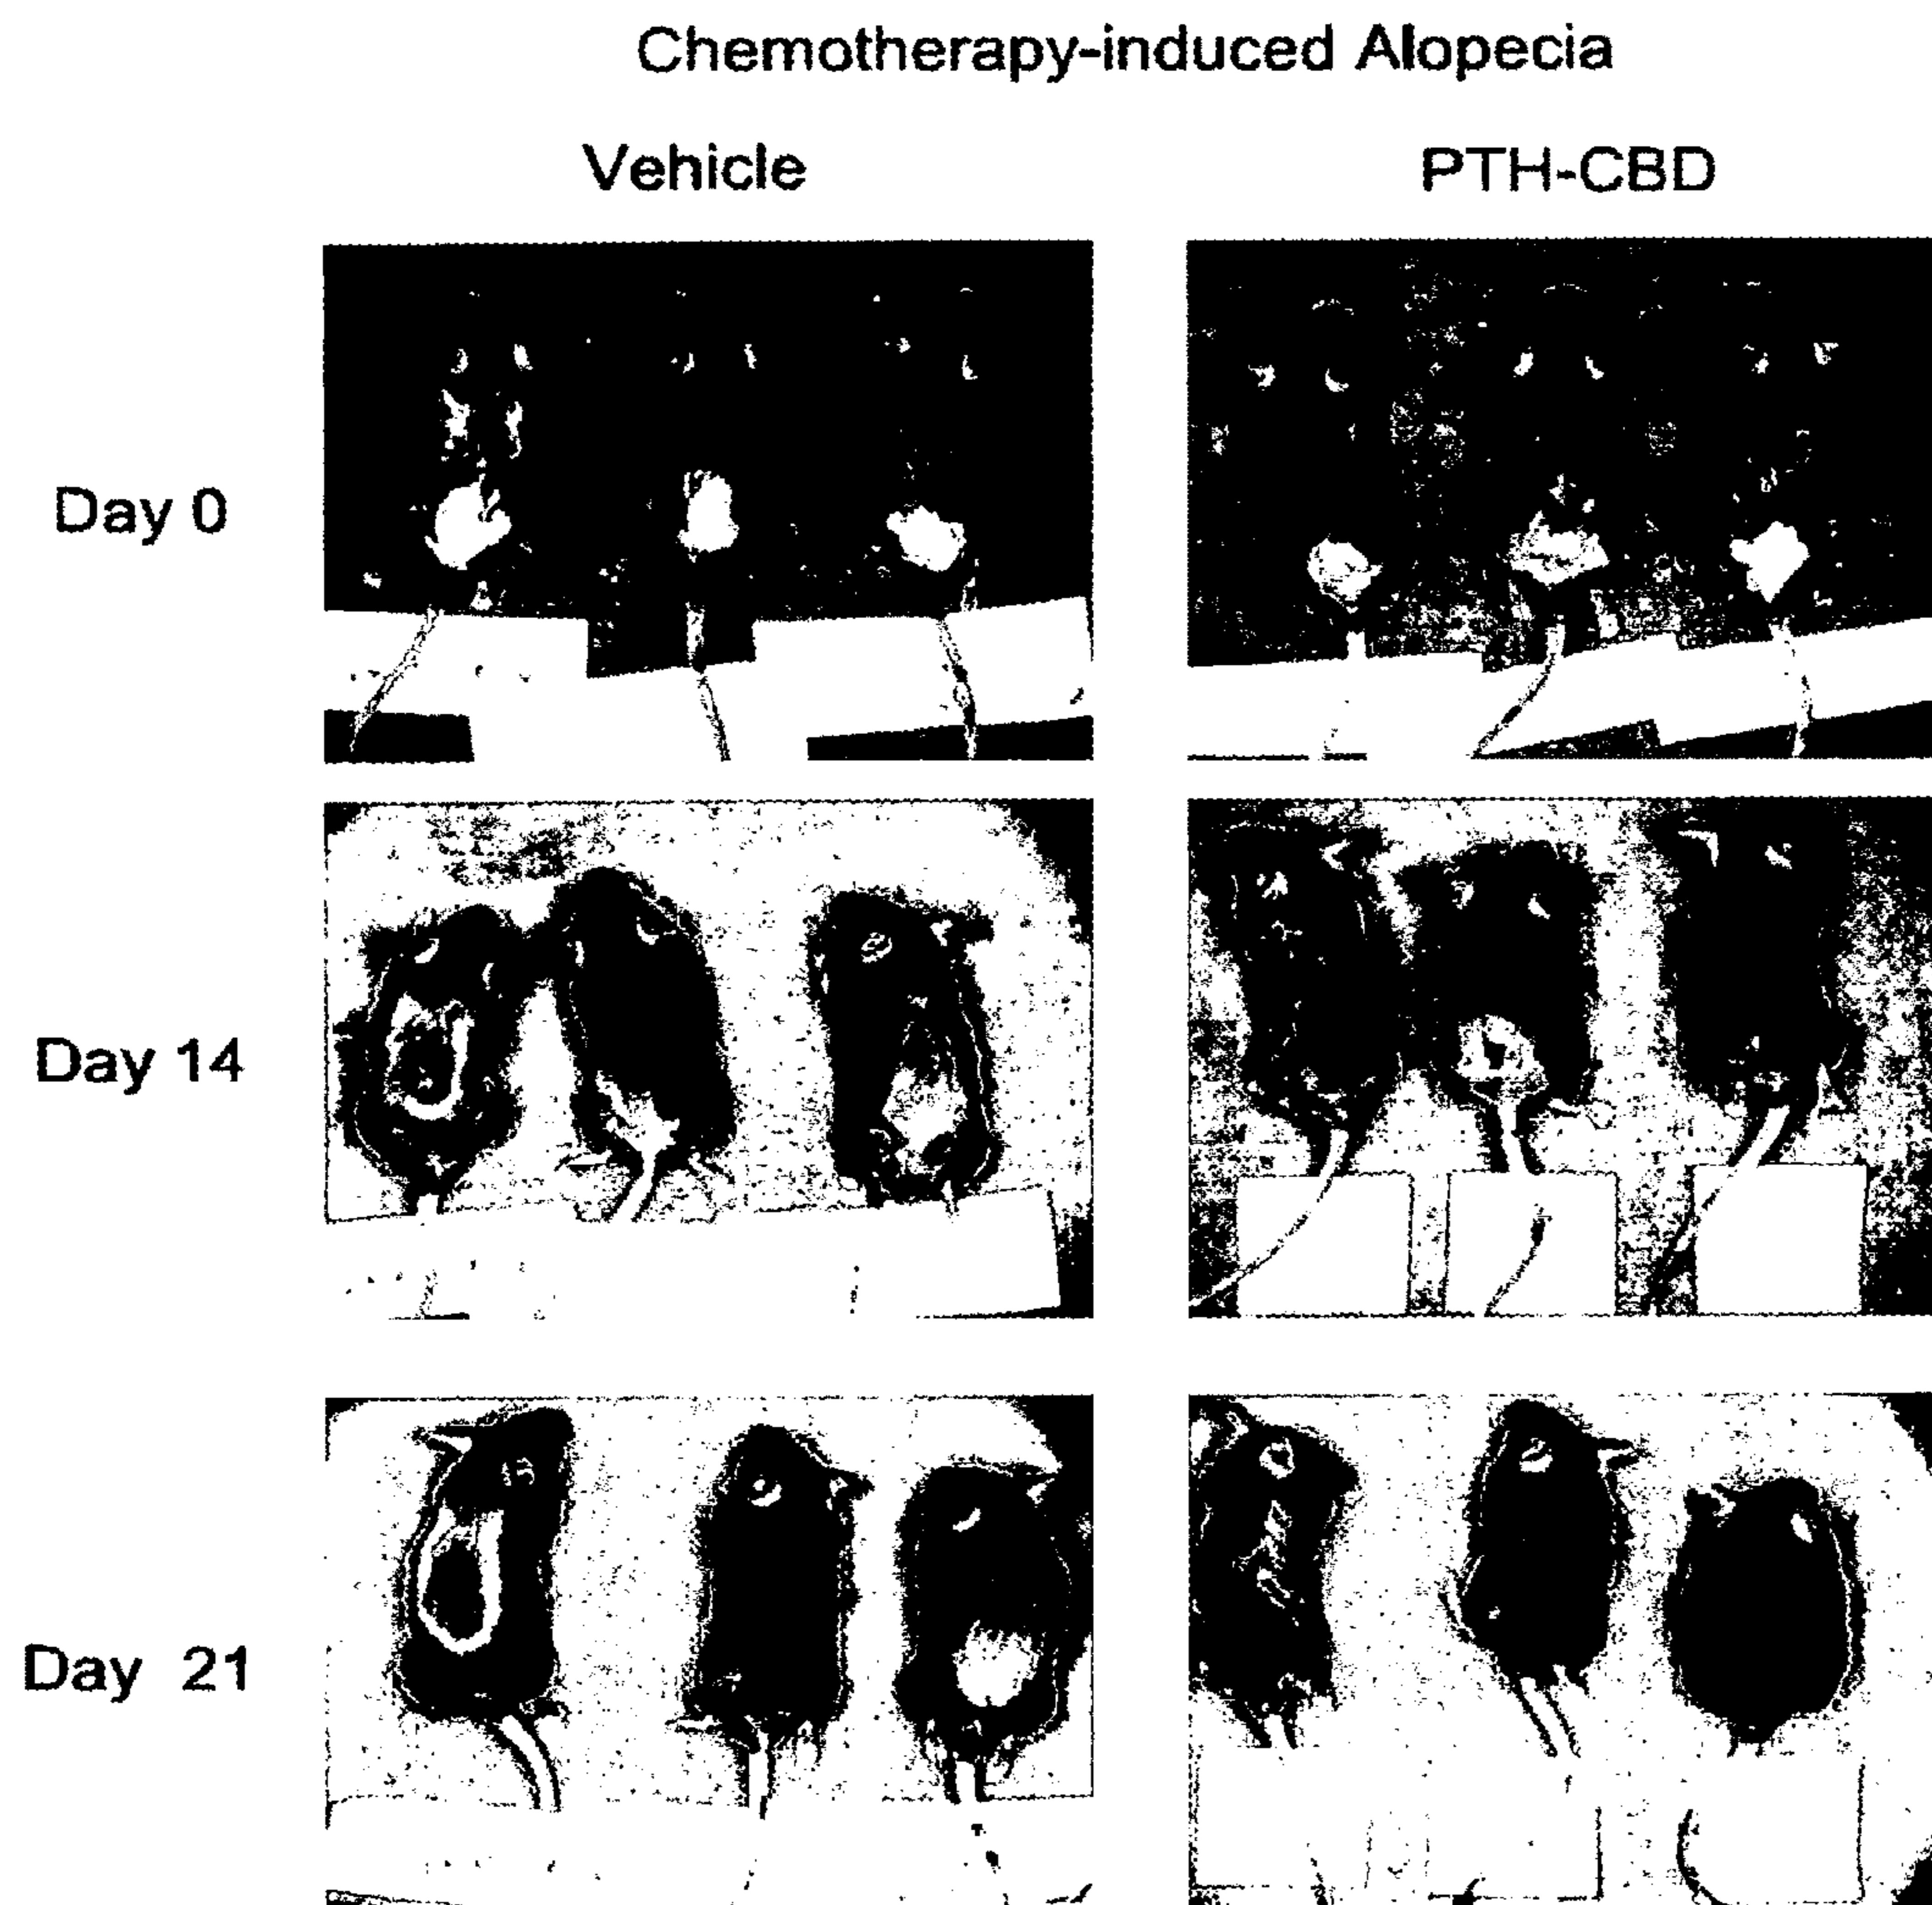 Chemotherapy-induced Alopecia
Vehicle PTH-CBD
Day 0
Day 14
Day 21